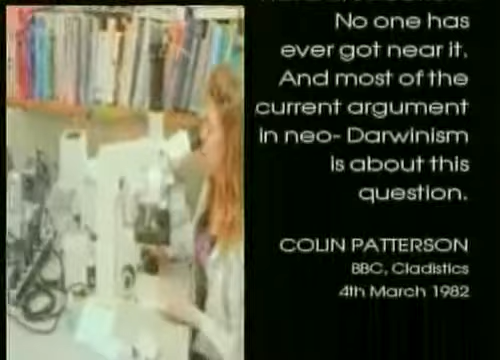 No one has
ever got near it.
And most of the
current argument
in neo- Darwinism
is about this
question.
COLIN PATTERSON
BBC, Cladistics
4th March 1982